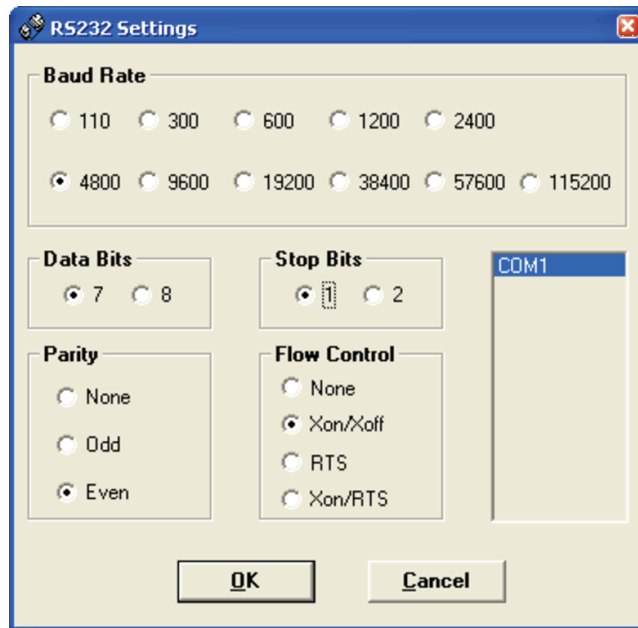 RS232 Settings
Baud Rate
110 300 600 1200 2400
4800 9600 19200 38400 57600 115200
Data Bits
7 8
Stop Bits
1 2
COM1
Parity
None
Odd
Even
Flow Control
None
Xon/Xoff
RTS
Xon/RTS
OK Cancel